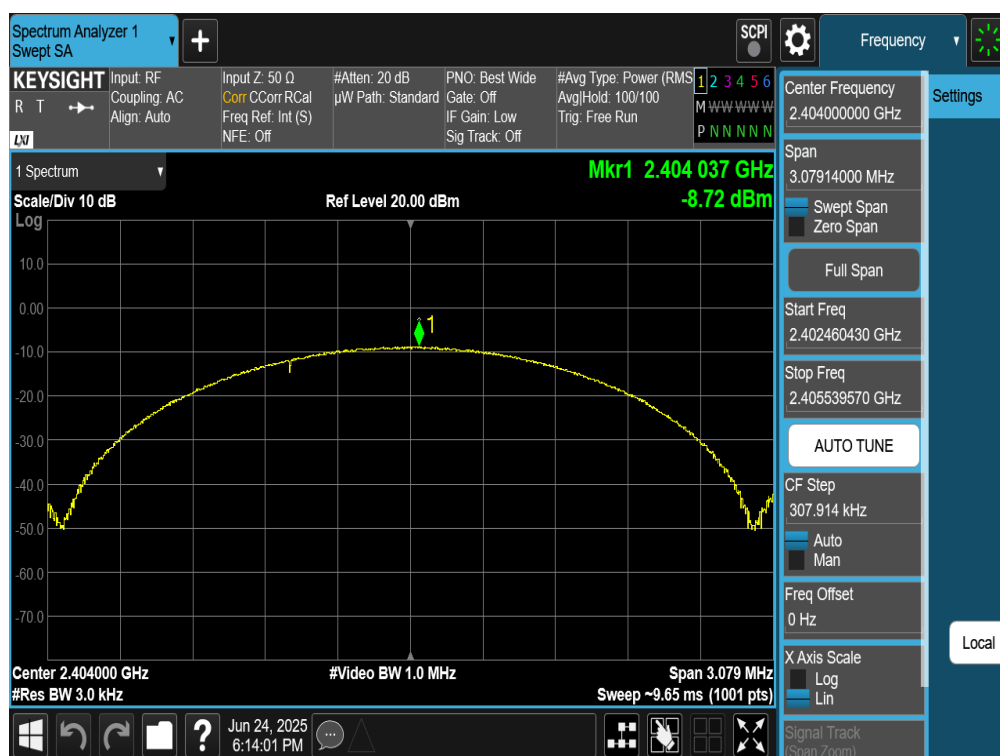 Spectrum Analyzer 1
Swept SA
+
SCPI
Frequency
KEYSIGHT
R T
LXI
Input: RF
Coupling: AC
Align: Auto
Input Z: 50 Ω
Corr CCorr RCal
Freq Ref: Int (S)
NFE: Off
#Atten: 20 dB
µW Path: Standard
PNO: Best Wide
Gate: Off
IF Gain: Low
Sig Track: Off
#Avg Type: Power (RMS
Avg|Hold: 100/100
Trig: Free Run
1 2 3 4 5 6
M W W W W W
P N N N N N
1 Spectrum
Mkr1 2.404 037 GHz
-8.72 dBm
Scale/Div 10 dB
Ref Level 20.00 dBm
Log
10.0
0.00
-10.0
-20.0
-30.0
-40.0
-50.0
-60.0
-70.0
1
Center 2.404000 GHz
#Video BW 1.0 MHz
Span 3.079 MHz
#Res BW 3.0 kHz
Sweep ~9.65 ms (1001 pts)
Center Frequency
2.404000000 GHz
Settings
Span
3.07914000 MHz
Swept Span
Zero Span
Full Span
Start Freq
2.402460430 GHz
Stop Freq
2.405539570 GHz
AUTO TUNE
CF Step
307.914 kHz
Auto
Man
Freq Offset
0 Hz
Local
X Axis Scale
Log
Lin
Signal Track
(Span Zoom)
?
Jun 24, 2025
6:14:01 PM